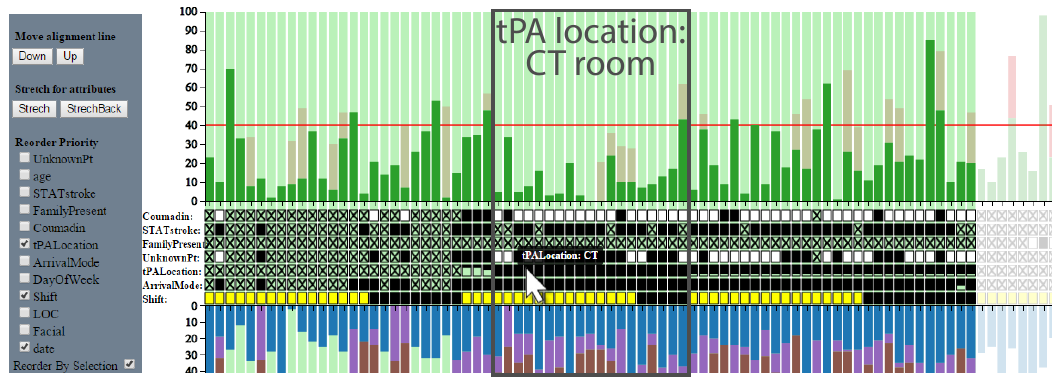 Move alignment line
Down Up
Stretch for attributes
Strech StrechBack
Reorder Priority
UnknownPt
age
STATstroke
FamilyPresent
Coumadin
tPALocation
ArrivalMode
DayOfWeek
Shift
LOC
Facial
date
Reorder By Selection
100
90
80
70
60
50
40
30
20
10
0
tPA location:
CT room
Coumadin:
STATstroke:
FamilyPresent
UnknownPt:
tPALocation:
ArrivalMode:
Shift:
tPALocation: CT
0
10
20
30
40